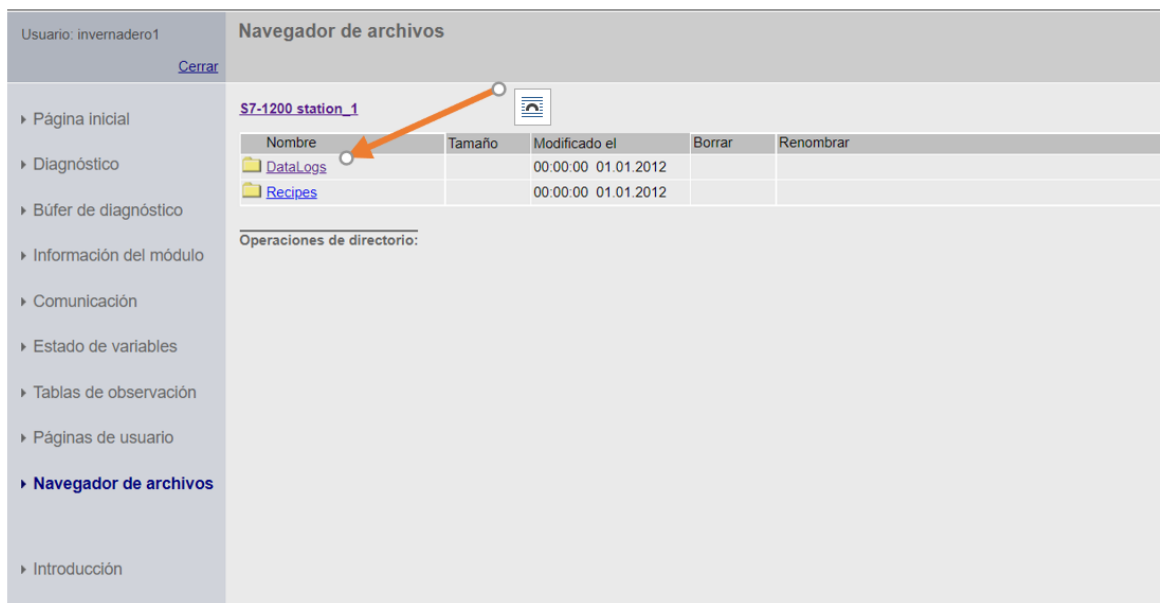 Usuario: invernadero1
Cerrar
Navegador de archivos
Página inicial
Diagnóstico
Búfer de diagnóstico
Información del módulo
Comunicación
Estado de variables
Tablas de observación
Páginas de usuario
Navegador de archivos
Introducción
S7-1200 station_1
Nombre Tamaño Modificado el Borrar Renombrar
DataLogs 00:00:00 01.01.2012
Recipes 00:00:00 01.01.2012
Operaciones de directorio: